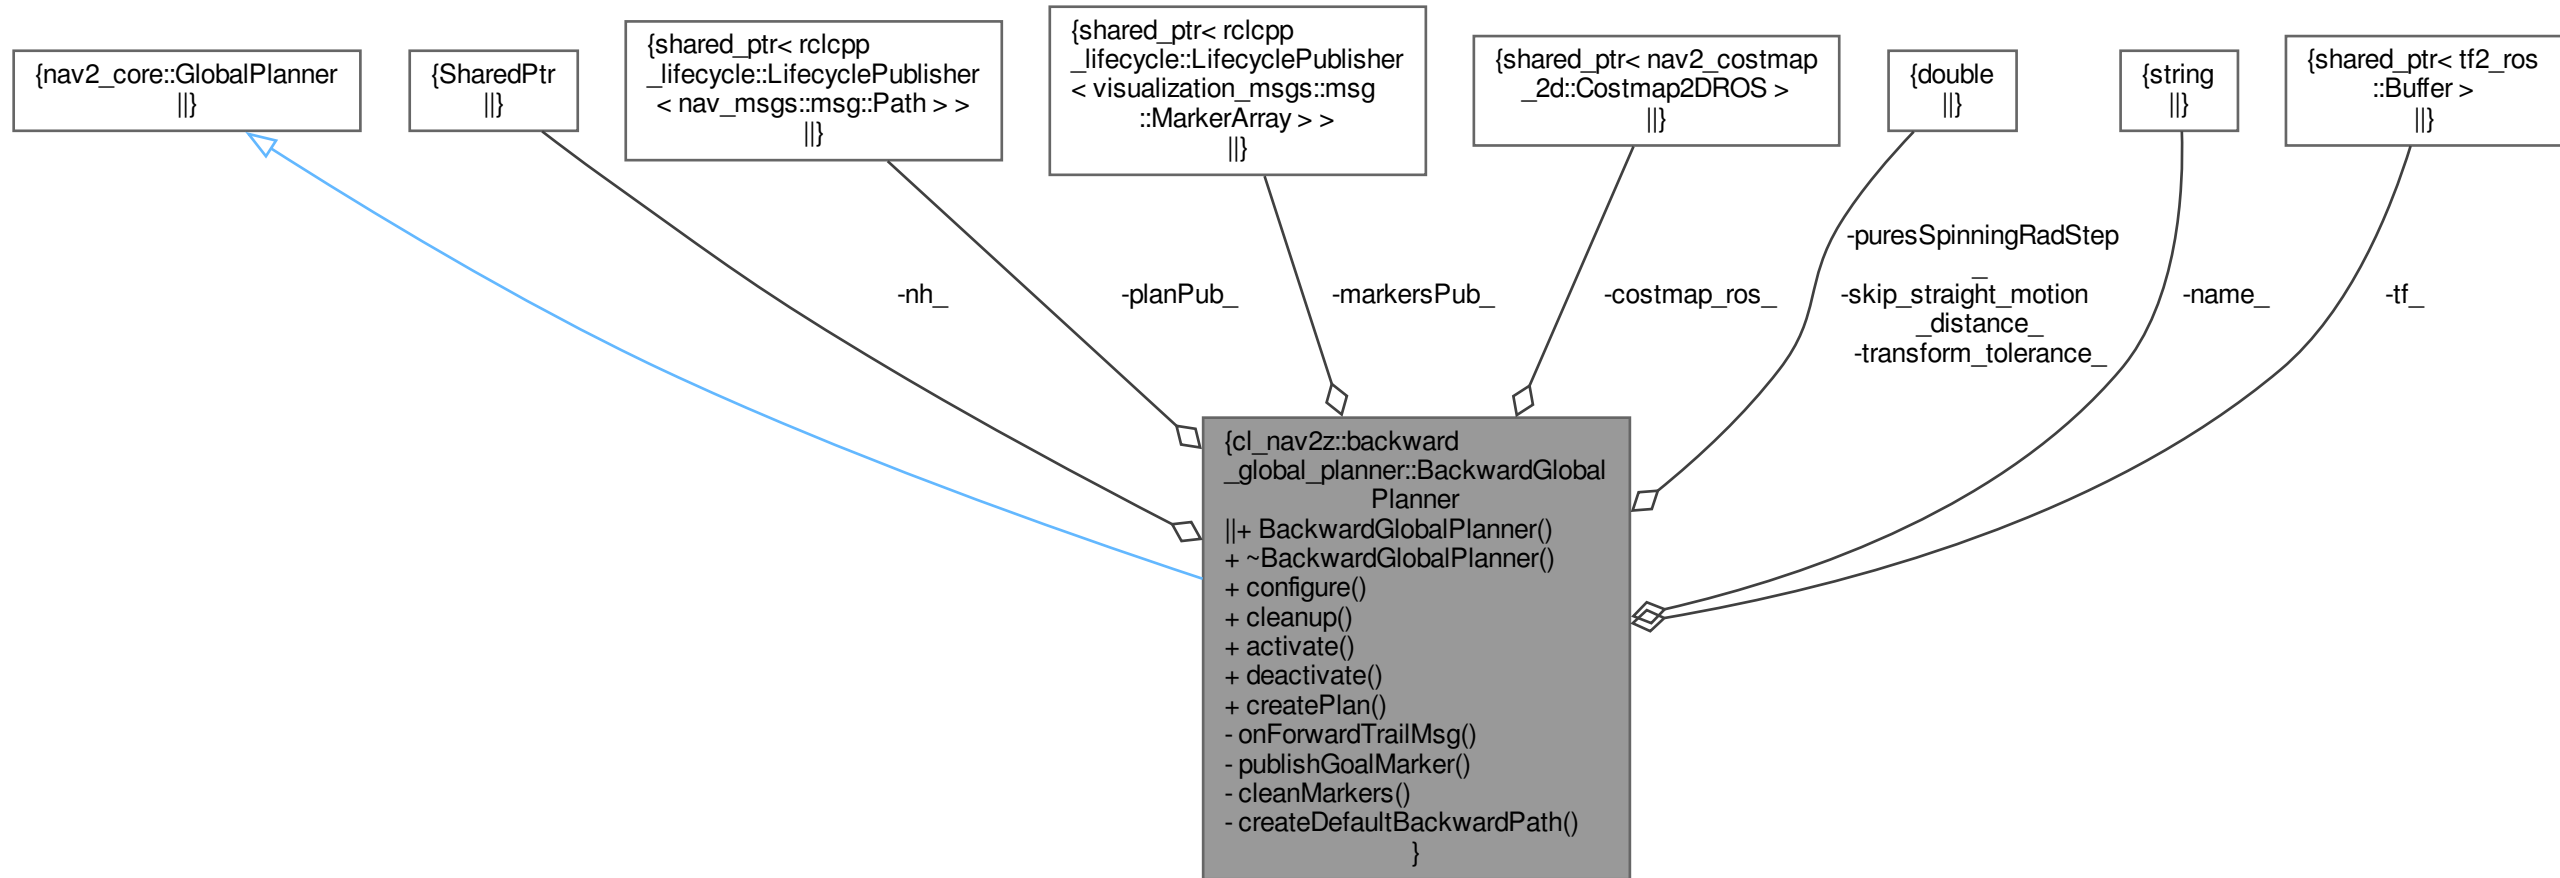 {nav2_core::GlobalPlanner
||}
{SharedPtr
||}
{shared_ptr< rclcpp
_lifecycle::LifecyclePublisher
< nav_msgs::msg::Path > >
||}
{shared_ptr< rclcpp
_lifecycle::LifecyclePublisher
< visualization_msgs::msg
::MarkerArray > >
||}
{shared_ptr< nav2_costmap
_2d::Costmap2DROS >
||}
{double
||}
{string
||}
{shared_ptr< tf2_ros
::Buffer >
||}
-nh_
-planPub_
-markersPub_
-costmap_ros_
-puresSpinningRadStep
_
-skip_straight_motion
_distance_
-transform_tolerance_
-name_
-tf_
{cl_nav2z::backward
_global_planner::BackwardGlobal
Planner
||+ BackwardGlobalPlanner()
+ ~BackwardGlobalPlanner()
+ configure()
+ cleanup()
+ activate()
+ deactivate()
+ createPlan()
- onForwardTrailMsg()
- publishGoalMarker()
- cleanMarkers()
- createDefaultBackwardPath()
}